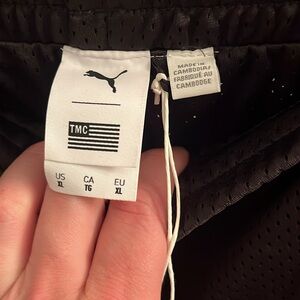 MADE IN
CAMBODIA/
FABRIQUÉ AU
CAMBODGE
TMC
US CA EU
XL TG XL